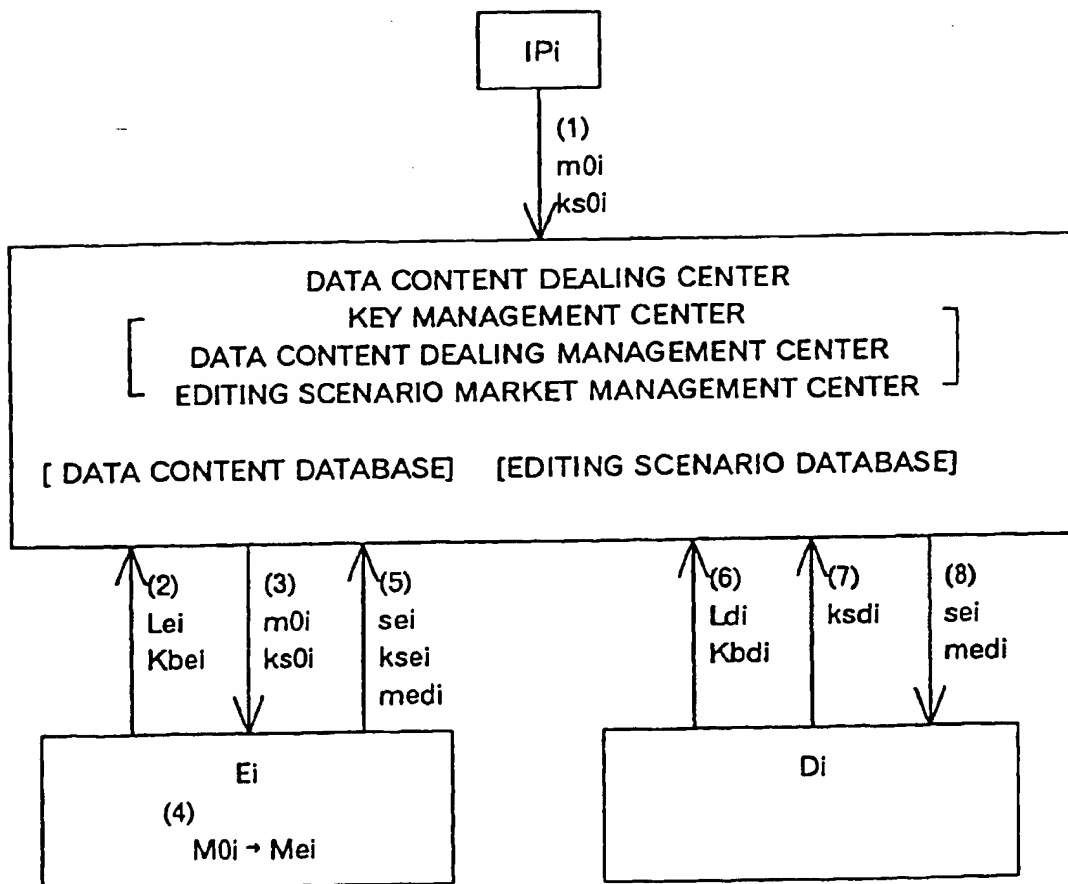 IPi
(1)
m0i
ks0i
DATA CONTENT DEALING CENTER
KEY MANAGEMENT CENTER
DATA CONTENT DEALING MANAGEMENT CENTER
EDITING SCENARIO MARKET MANAGEMENT CENTER
[ DATA CONTENT DATABASE] [EDITING SCENARIO DATABASE]
(2)
Lei
Kbei
(3)
m0i
ks0i
(5)
sei
ksei
medi
(6)
Ldi
Kbdi
(7)
ksdi
(8)
sei
medi
Ei
(4)
M0i → Mei
Di